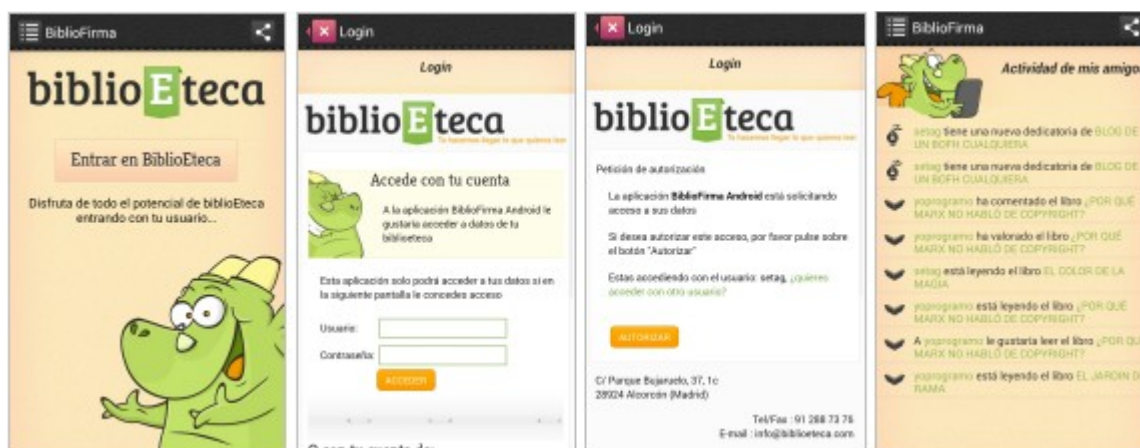 BiblioFirma
biblioEteca
Entrar en BiblioEteca
Disfruta de todo el potencial de biblioEteca
entrando con tu usuario...
Login
Login
biblioEteca
Te hacemos llegar lo que quieres leer
Accede con tu cuenta
A la aplicación BiblioFirma Android le
gustaria acceder a datos de tu
biblioeteca
Esta aplicación solo podrá acceder a tus datos si en
la siguiente pantalla le concedes acceso
Usuario:
Contraseña:
ACCEDER
O con tu cuenta de:
Login
Login
biblioEteca
Te hacemos llegar lo que quieres leer
Petición de autorización
La aplicación BiblioFirma Android está solicitando
acceso a sus datos
Si desea autorizar este acceso, por favor pulse sobre
el botón "Autorizar"
Estas accediendo con el usuario: setag, ¿quieres
acceder con otro usuario?
AUTORIZAR
C/ Parque Bujaruelo, 37, 1c
28924 Alcorcón (Madrid)
Tel/Fax : 91 288 73 76
E-mail : info@biblioeteca.com
BiblioFirma
Actividad de mis amigo
setag tiene una nueva dedicatoria de BLOG DE
UN BOFH CUALQUIERA
setag tiene una nueva dedicatoria de BLOG DE
UN BOFH CUALQUIERA
yoprogramo ha comentado el libro ¿POR QUÉ
MARX NO HABLÓ DE COPYRIGHT?
yoprogramo ha valorado el libro ¿POR QUÉ
MARX NO HABLÓ DE COPYRIGHT?
setag está leyendo el libro EL COLOR DE LA
MAGIA
yoprogramo está leyendo el libro ¿POR QUÉ
MARX NO HABLÓ DE COPYRIGHT?
A yoprogramo le gustaria leer el libro ¿POR QU
MARX NO HABLÓ DE COPYRIGHT?
yoprogramo está leyendo el libro EL JARDIN D
RAMA